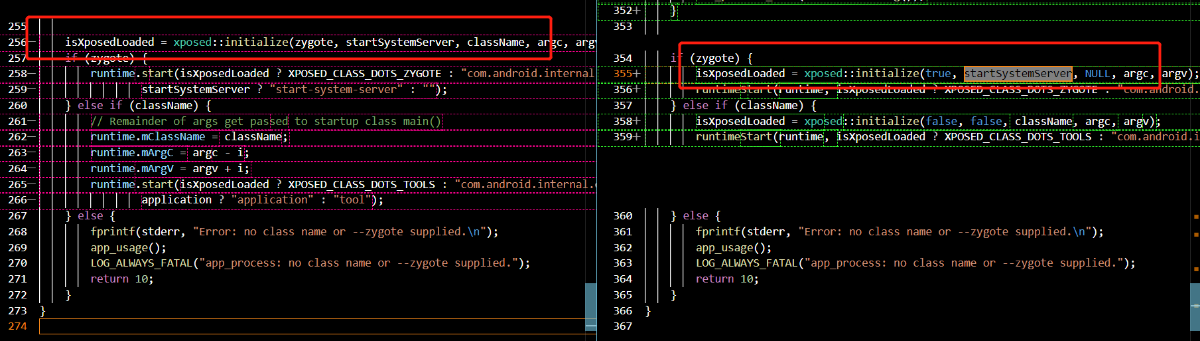 255
256 isXposedLoaded = xposed::initialize(zygote, startSystemServer, className, argc, arg
257 if (zygote) {
258 runtime.start(isXposedLoaded ? XPOSED_CLASS_DOTS_ZYGOTE : "com.android.internal
259 startSystemServer ? "start-system-server" : "");
260 } else if (className) {
261 // Remainder of args get passed to startup class main()
262 runtime.mClassName = className;
263 runtime.mArgC = argc - i;
264 runtime.mArgV = argv + i;
265 runtime.start(isXposedLoaded ? XPOSED_CLASS_DOTS_TOOLS : "com.android.internal.
266 application ? "application" : "tool");
267 } else {
268 fprintf(stderr, "Error: no class name or --zygote supplied.\n");
269 app_usage();
270 LOG_ALWAYS_FATAL("app_process: no class name or --zygote supplied.");
271 return 10;
272 }
273 }
274
352+ }
353
354 if (zygote) {
355+ isXposedLoaded = xposed::initialize(true, startSystemServer, NULL, argc, argv);
356+ runtimeStart(runtime, isXposedLoaded ? XPOSED_CLASS_DOTS_ZYGOTE : "com.android
357 } else if (className) {
358+ isXposedLoaded = xposed::initialize(false, false, className, argc, argv);
359+ runtimeStart(runtime, isXposedLoaded ? XPOSED_CLASS_DOTS_TOOLS : "com.android.i
360 } else {
361 fprintf(stderr, "Error: no class name or --zygote supplied.\n");
362 app_usage();
363 LOG_ALWAYS_FATAL("app_process: no class name or --zygote supplied.");
364 return 10;
365 }
366 }
367